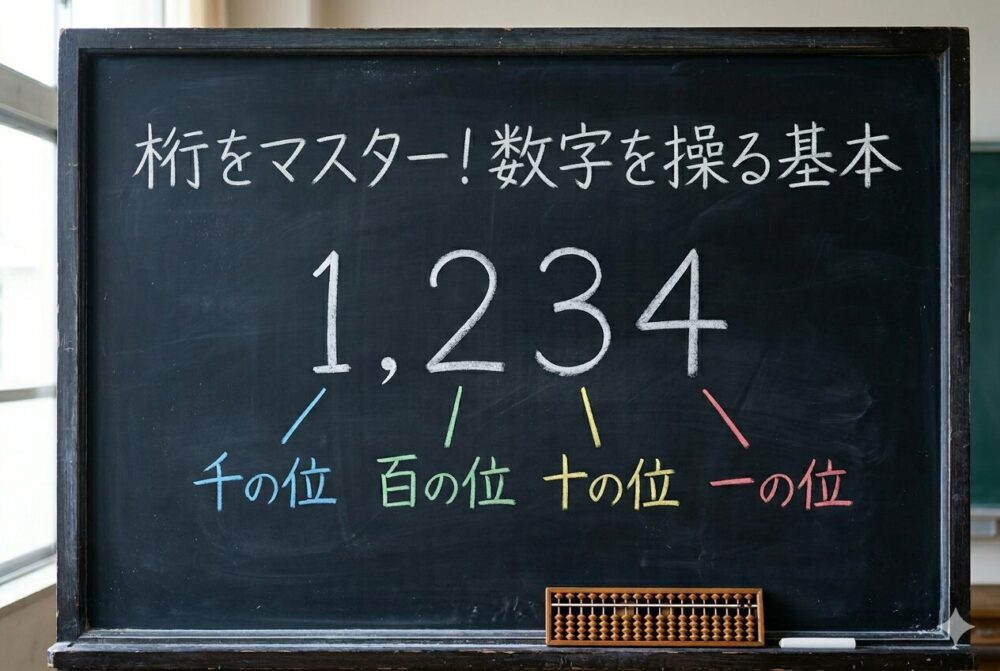 桁をマスター！数字を操る基本
1,234
千の位 百の位 十の位 一の位